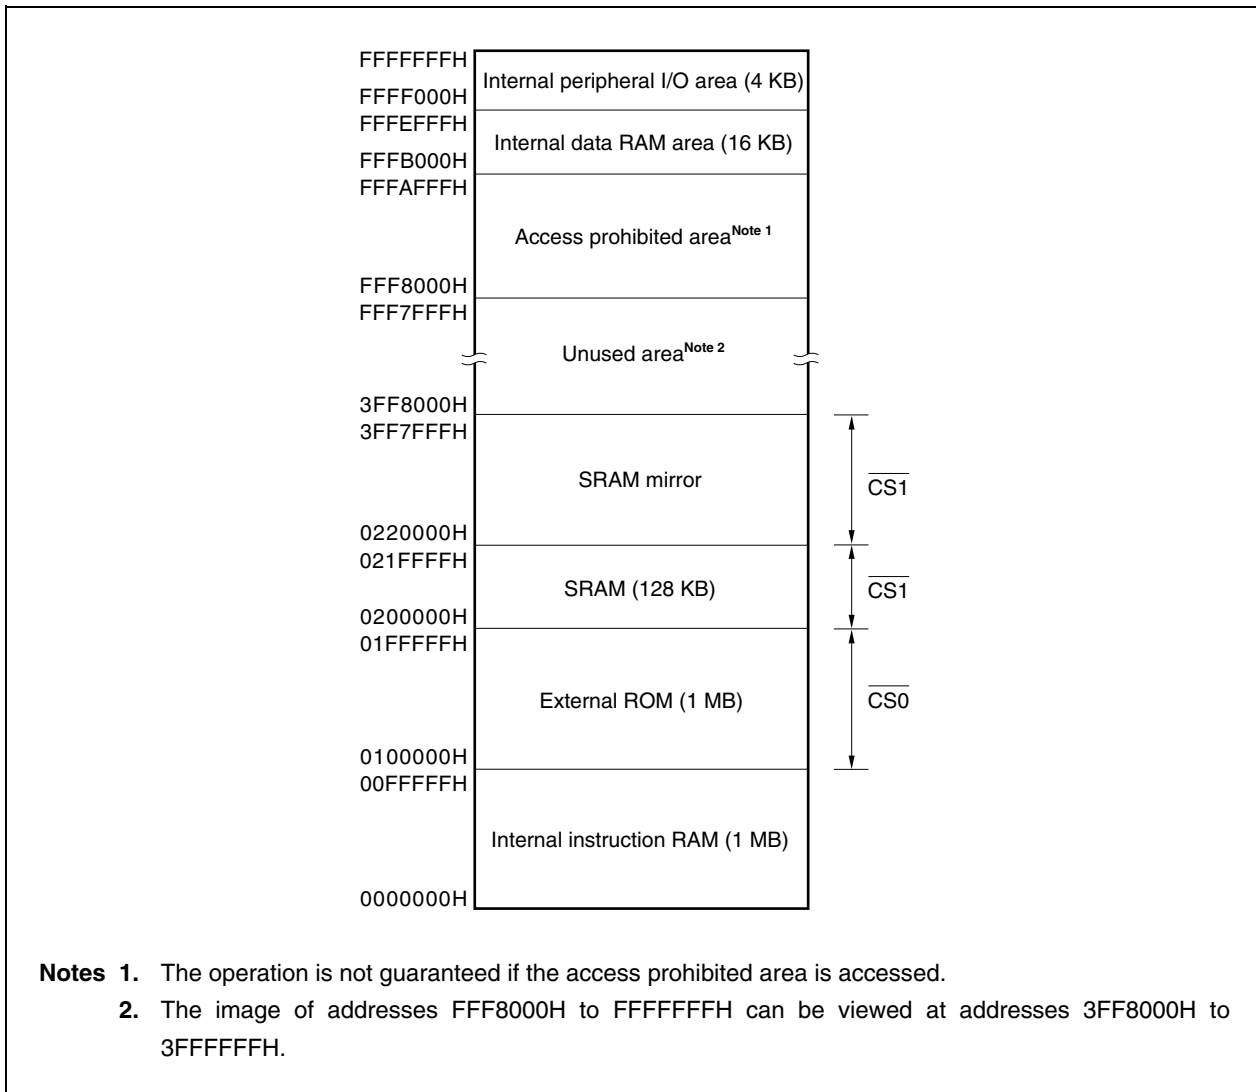 FFFFFFFH
Internal peripheral I/O area (4 KB)
FFFF000H
FFFEFFFH
Internal data RAM area (16 KB)
FFFB000H
FFFAFFFH
Access prohibited areaNote 1
FFF8000H
FFF7FFFH
Unused areaNote 2
3FF8000H
3FF7FFFH
SRAM mirror
CS1
0220000H
021FFFFH
SRAM (128 KB)
CS1
0200000H
01FFFFFH
External ROM (1 MB)
CS0
0100000H
00FFFFFH
Internal instruction RAM (1 MB)
0000000H
Notes 1. The operation is not guaranteed if the access prohibited area is accessed.
2. The image of addresses FFF8000H to FFFFFFFH can be viewed at addresses 3FF8000H to
3FFFFFFH.